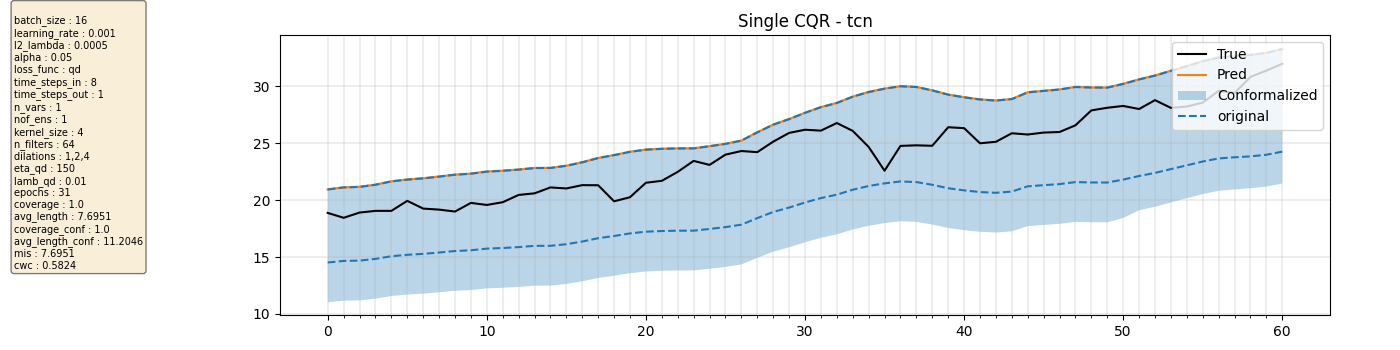 batch_size : 16
learning_rate : 0.001
l2_lambda : 0.0005
alpha : 0.05
loss_func : qd
time_steps_in : 8
time_steps_out : 1
n_vars : 1
nof_ens : 1
kernel_size : 4
n_filters : 64
dilations : 1,2,4
eta_qd : 150
lamb_qd : 0.01
epochs : 31
coverage : 1.0
avg_length : 7.6951
coverage_conf : 1.0
avg_length_conf : 11.2046
mis : 7.6951
cwc : 0.5824
Single CQR - tcn
True
Pred
Conformalized
original
30
25
20
15
10
0 10 20 30 40 50 60